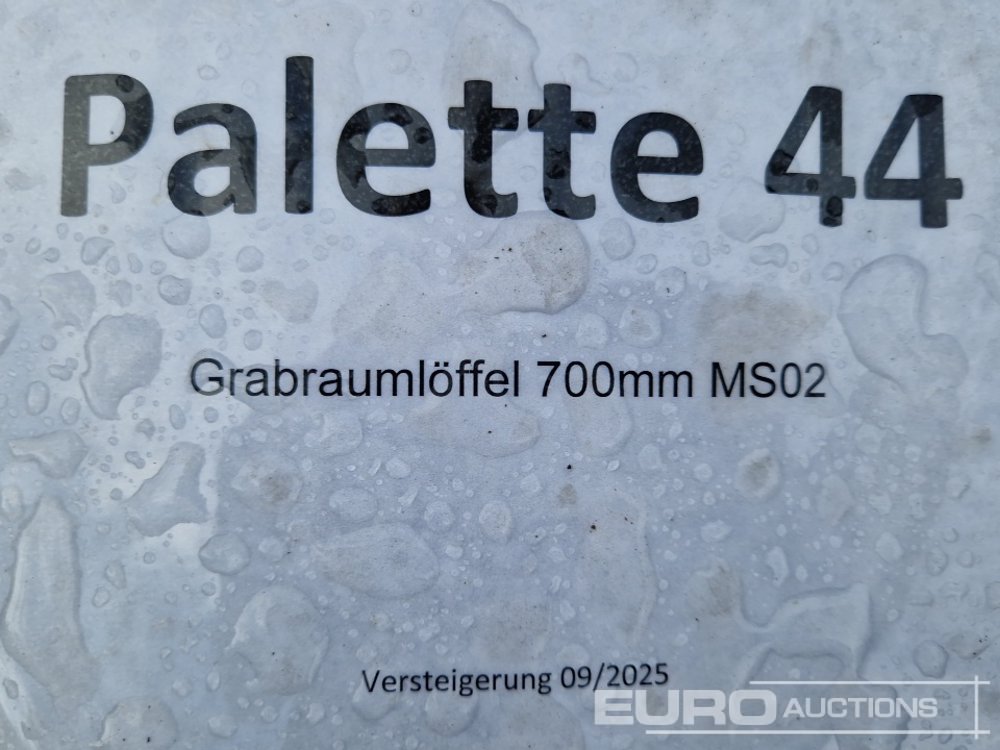 Palette 44
Grabraumlöffel 700mm MS02
Versteigerung 09/2025
EURO AUCTIONS